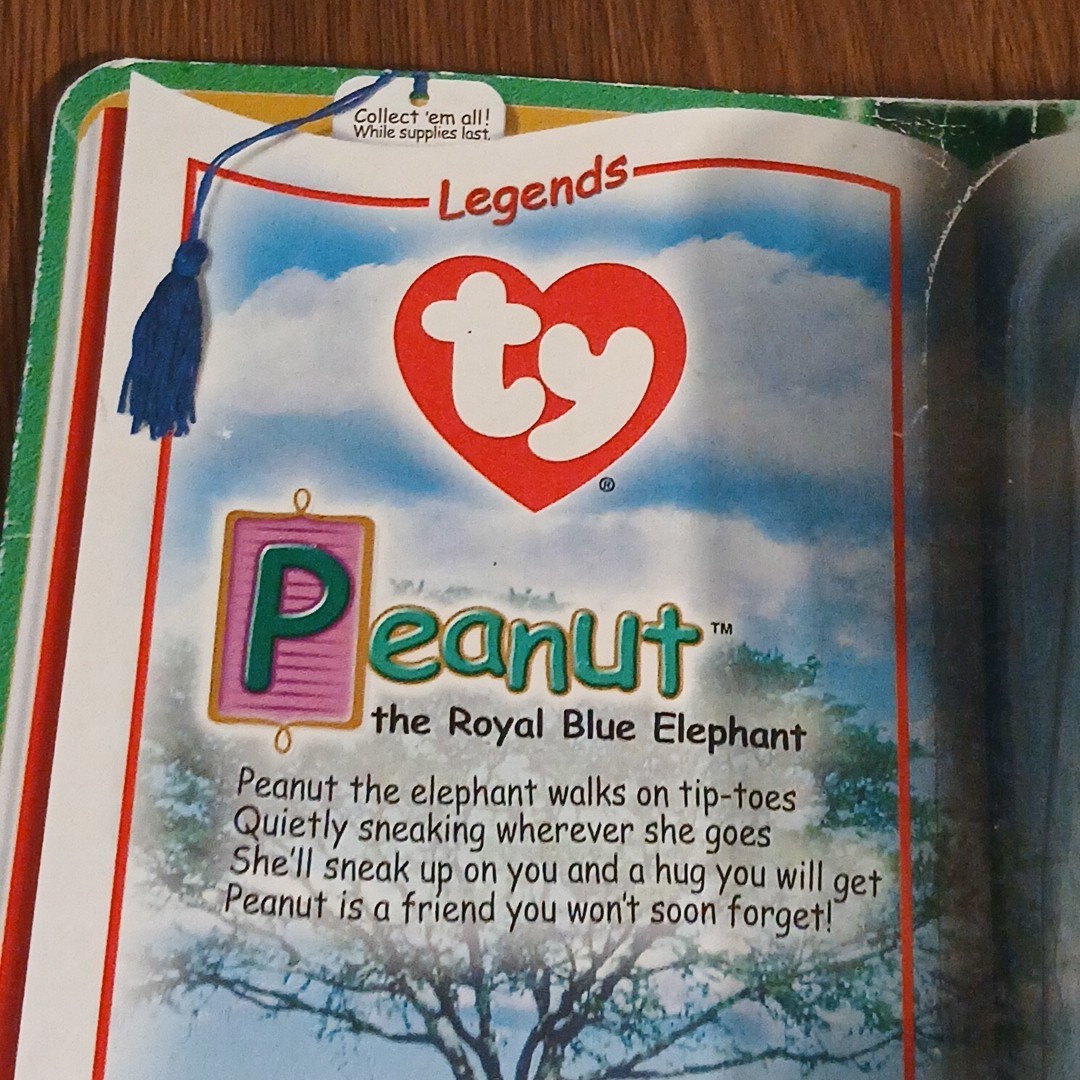 Collect 'em all!
While supplies last.
Legends
ty®
Peanut™
the Royal Blue Elephant
Peanut the elephant walks on tip-toes
Quietly sneaking wherever she goes
She'll sneak up on you and a hug you will get
Peanut is a friend you won't soon forget!